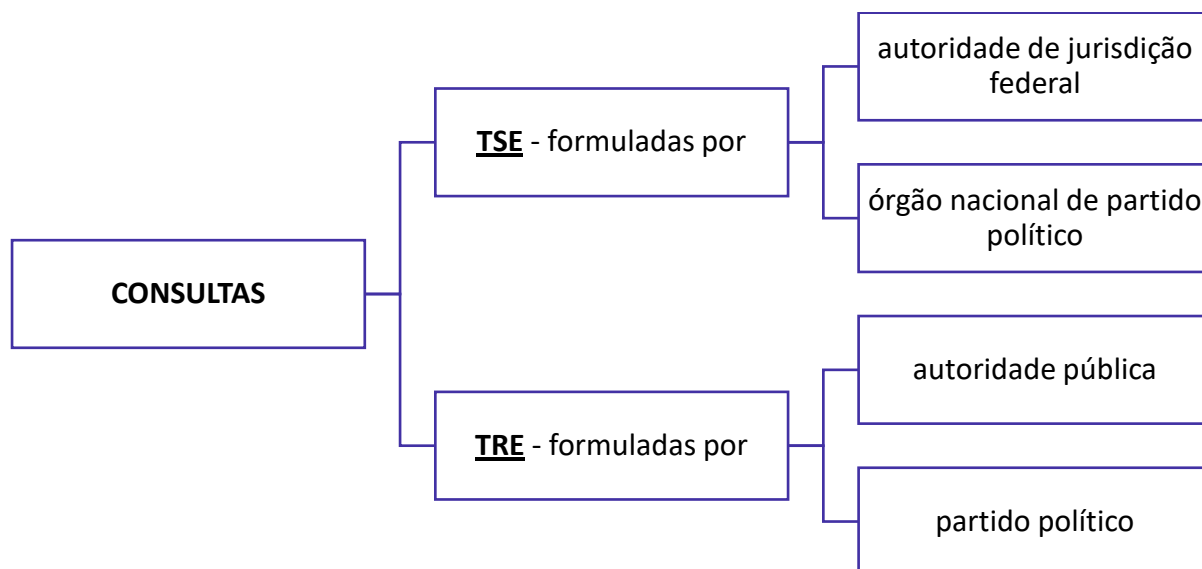 autoridade de jurisdição
federal
TSE - formuladas por
órgão nacional de partido
político
CONSULTAS
autoridade pública
TRE - formuladas por
partido político